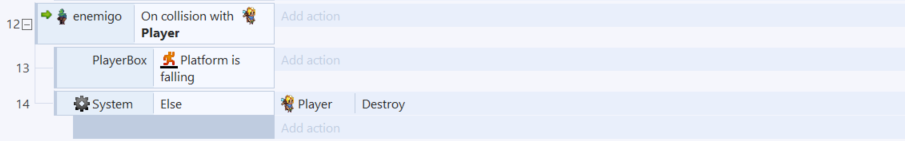 12 enemigo On collision with Player Add action
13 PlayerBox Platform is falling Add action
14 System Else Player Destroy
Add action